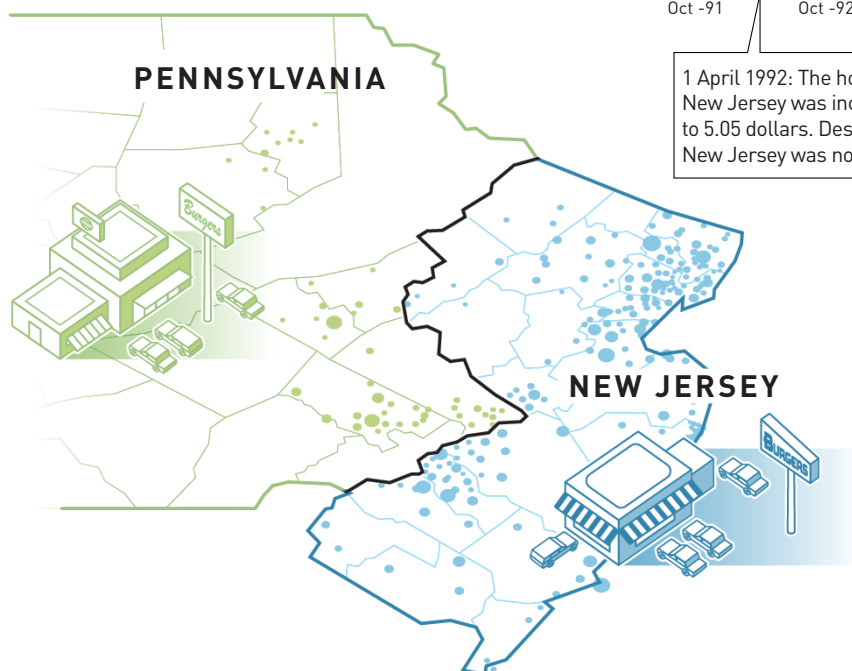 Oct -91 Oct -92
1 April 1992: The ho
New Jersey was inc
to 5.05 dollars. Des
New Jersey was no
PENNSYLVANIA
Burgers
NEW JERSEY
BURGERS